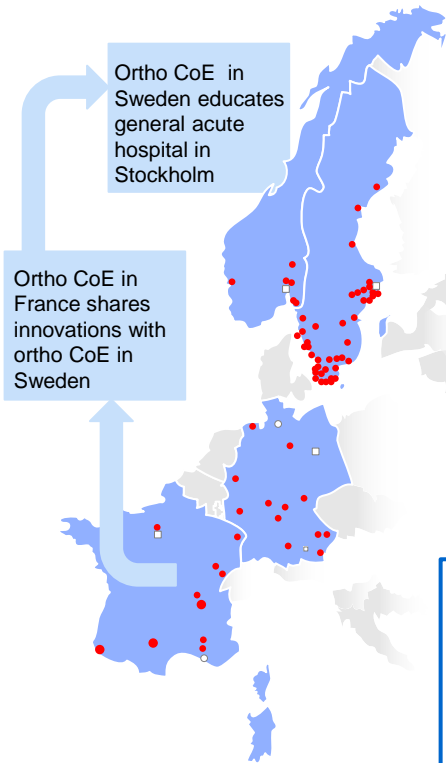 Ortho CoE in
Sweden educates
general acute
hospital in
Stockholm
Ortho CoE in
France shares
innovations with
ortho CoE in
Sweden